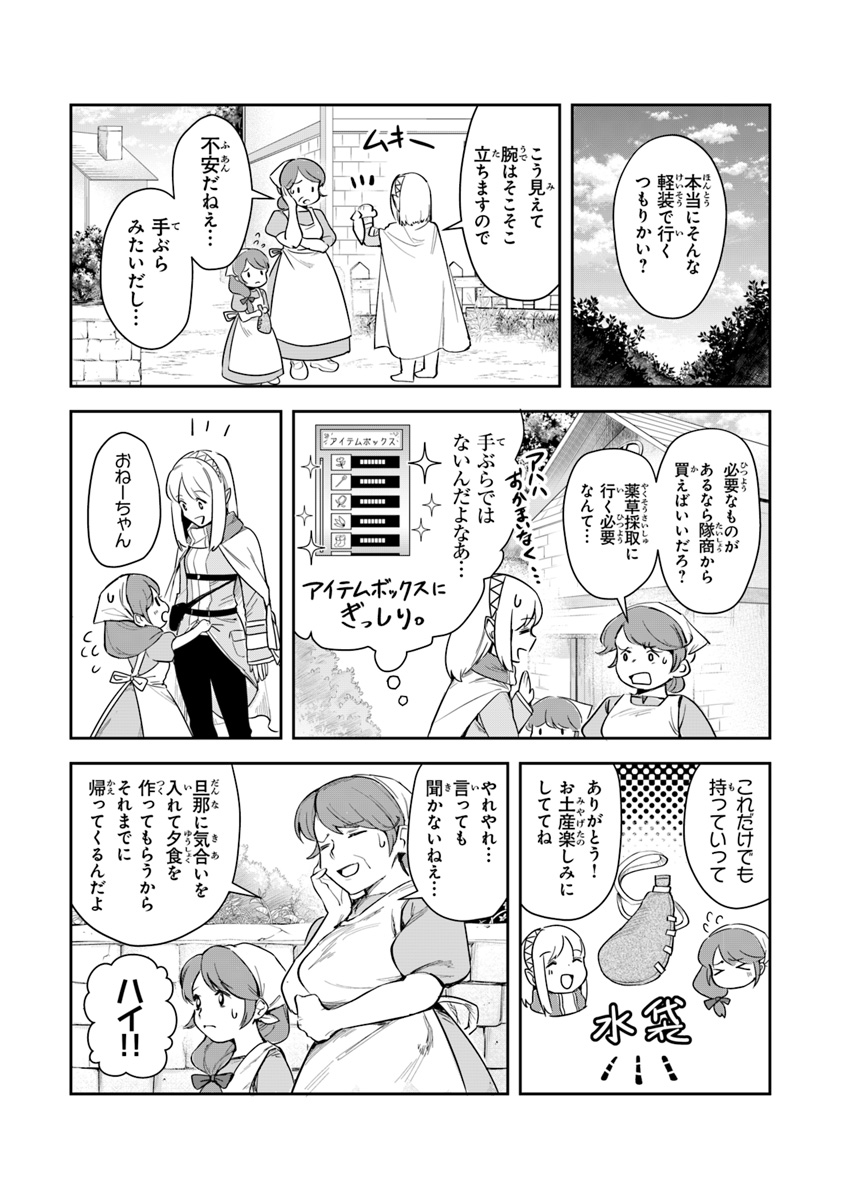 本当にそんな
軽装で行く
つもりかい？
こう見えて
腕はそこそこ
立ちますので
ムキー
不安だねぇ…
手ぶら
みたいだし…
必要なものが
あるなら隊商から
買えばいいだろ？
薬草採取に
行く必要
なんて…
アハハ
おかまいなく…
手ぶらでは
ないんだよなあ…
アイテムボックス
アイテムボックスに
ぎっしり。
おねーちゃん
これだけでも
持っていって
ありがとう！
お土産楽しみに
しててね
水袋
やれやれ…
言っても
聞かないねえ…
旦那に気合いを
入れて夕食を
作ってもらうから
それまでに
帰ってくるんだよ
ハイ!!